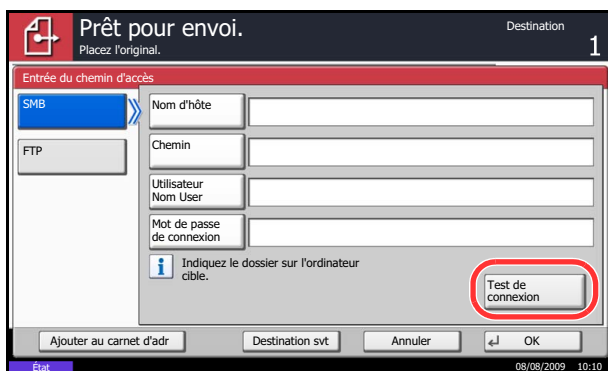 Prêt pour envoi.
Placez l'original.
Destination
1
Entrée du chemin d'accès
SMB
FTP
Nom d'hôte
Chemin
Utilisateur
Nom User
Mot de passe
de connexion
Indiquez le dossier sur l'ordinateur
cible.
Test de
connexion
Ajouter au carnet d'adr
Destination svt
Annuler
OK
État
08/08/2009 10:10